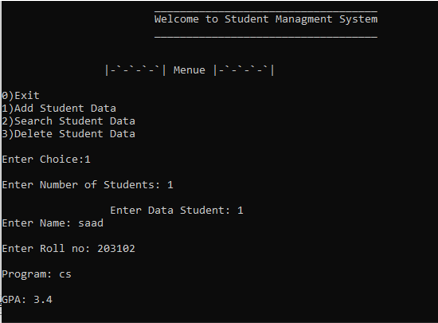 Welcome to Student Managment System
|-`-`-`-`| Menue |-`-`-`-`|
0)Exit
1)Add Student Data
2)Search Student Data
3)Delete Student Data
Enter Choice:1
Enter Number of Students: 1
Enter Data Student: 1
Enter Name: saad
Enter Roll no: 203102
Program: cs
GPA: 3.4